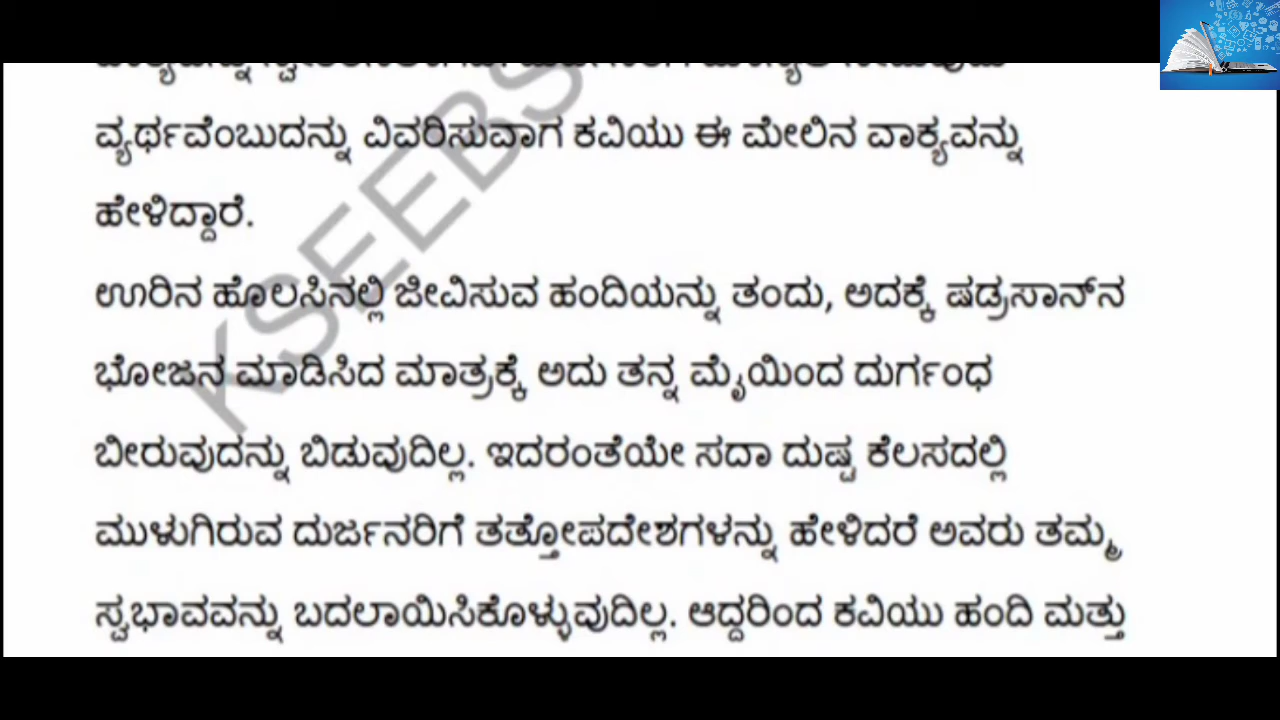 ವ್ಯರ್ಥವೆಂಬುದನ್ನು ವಿವರಿಸುವಾಗ ಕವಿಯು ಈ ಮೇಲಿನ ವಾಕ್ಯವನ್ನು
ಹೇಳಿದ್ದಾರೆ.
ಊರಿನ ಹೊಲಸಿನಲ್ಲಿ ಜೀವಿಸುವ ಹಂದಿಯನ್ನು ತಂದು, ಅದಕ್ಕೆ ಷಡ್ರಸಾನ್‌ನ
ಭೋಜನ ಮಾಡಿಸಿದ ಮಾತ್ರಕ್ಕೆ ಅದು ತನ್ನ ಮೈಯಿಂದ ದುರ್ಗಂಧ
ಬೀರುವುದನ್ನು ಬಿಡುವುದಿಲ್ಲ. ಇದರಂತೆಯೇ ಸದಾ ದುಷ್ಟ ಕೆಲಸದಲ್ಲಿ
ಮುಳುಗಿರುವ ದುರ್ಜನರಿಗೆ ತತ್ತೋಪದೇಶಗಳನ್ನು ಹೇಳಿದರೆ ಅವರು ತಮ್ಮ
ಸ್ವಭಾವವನ್ನು ಬದಲಾಯಿಸಿಕೊಳ್ಳುವುದಿಲ್ಲ. ಆದ್ದರಿಂದ ಕವಿಯು ಹಂದಿ ಮತ್ತು
KSEEBS